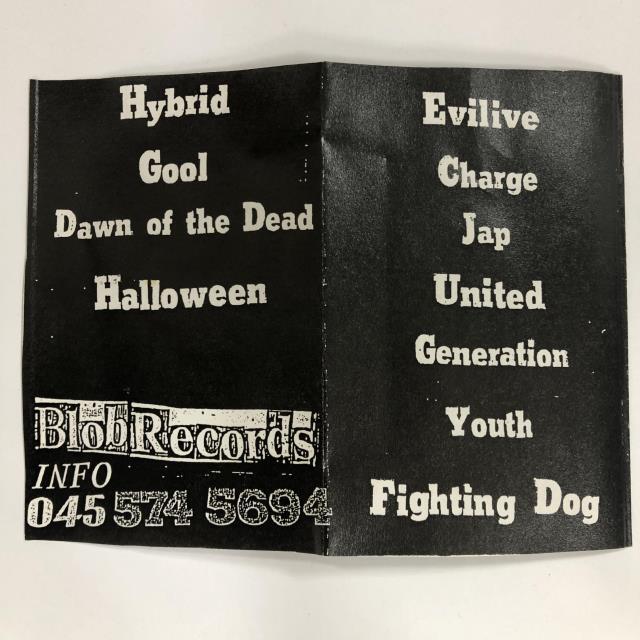 Hybrid
Gool
Dawn of the Dead
Halloween
Blob Records
INFO
045 574 5694
Evilive
Charge
Jap
United
Generation
Youth
Fighting Dog